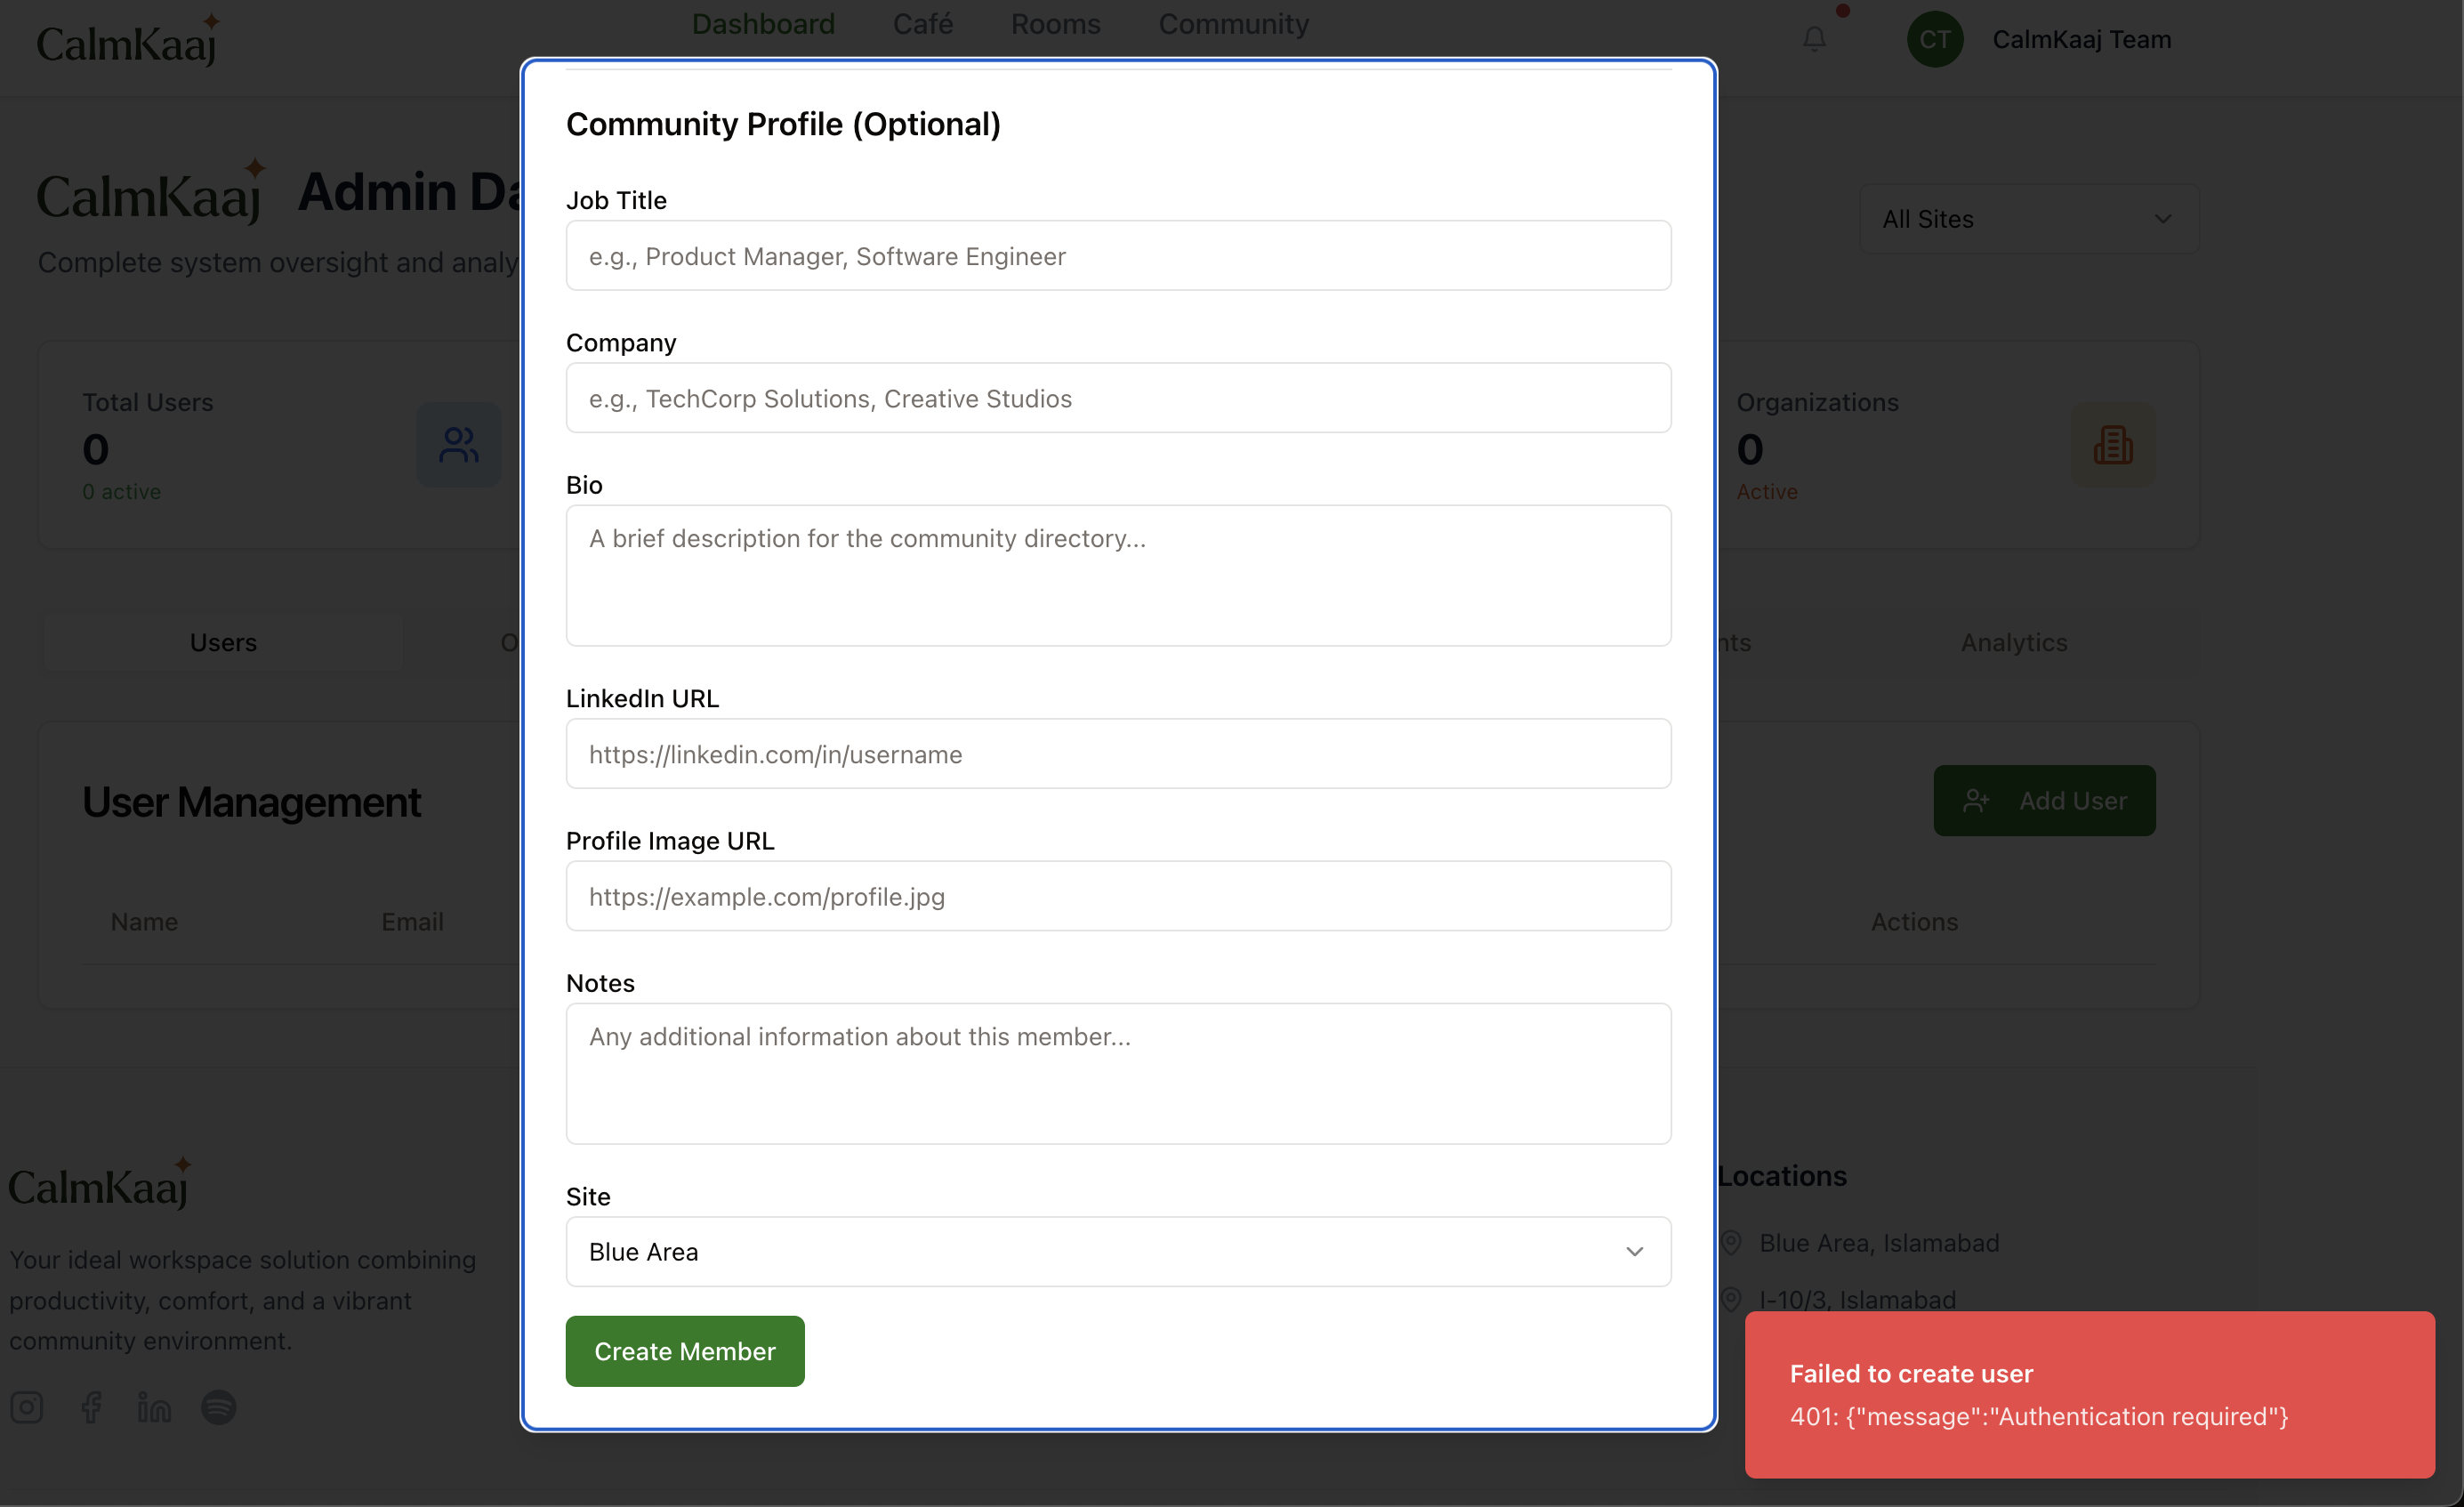 CalmKaaj
Dashboard
Café
Rooms
Community
CT
CalmKaaj Team
CalmKaaj
Admin Da
Complete system oversight and analy
All Sites
Total Users
0
0 active
Organizations
0
Active
Users
O
nts
Analytics
User Management
Add User
Name
Email
Actions
Community Profile (Optional)
Job Title
e.g., Product Manager, Software Engineer
Company
e.g., TechCorp Solutions, Creative Studios
Bio
A brief description for the community directory...
LinkedIn URL
https://linkedin.com/in/username
Profile Image URL
https://example.com/profile.jpg
Notes
Any additional information about this member...
Site
Blue Area
Create Member
CalmKaaj
Your ideal workspace solution combining
productivity, comfort, and a vibrant
community environment.
Locations
Blue Area, Islamabad
I-10/3, Islamabad
Failed to create user
401: {"message":"Authentication required"}